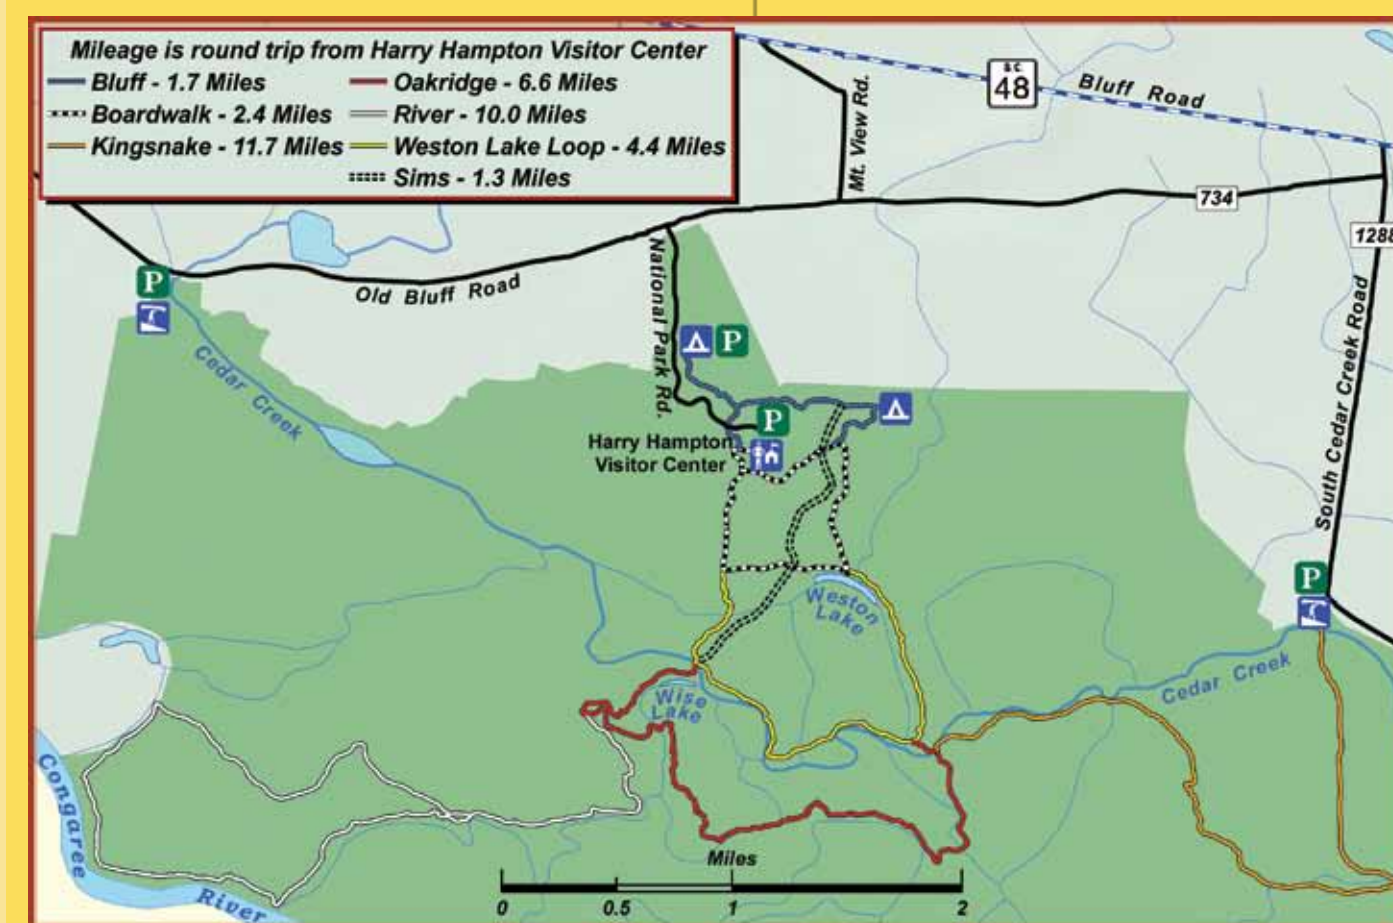 Mileage is round trip from Harry Hampton Visitor Center
Bluff - 1.7 Miles
Oakridge - 6.6 Miles
Boardwalk - 2.4 Miles
River - 10.0 Miles
Kingsnake - 11.7 Miles
Weston Lake Loop - 4.4 Miles
Sims - 1.3 Miles
S.C.
48
Bluff Road
Mt. View Rd.
734
1288
P
Old Bluff Road
National Park Rd.
P
Cedar Creek
P
Harry Hampton
Visitor Center
South Cedar Creek Road
P
Weston
Lake
Cedar Creek
Wise
Lake
Congaree
River
Miles
0
0.5
1
2